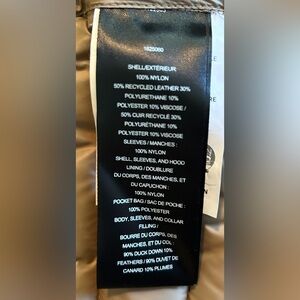 1625060
SHELL/EXTÉRIEUR:
100% NYLON
50% RECYCLED LEATHER 30%
POLYURETHANE 10%
POLYESTER 10% VISCOSE /
50% CUIR RECYCLÉ 30%
POLYURÉTHANE 10%
POLYESTER 10% VISCOSE
SLEEVES / MANCHES :
100% NYLON
SHELL, SLEEVES, AND HOOD
LINING / DOUBLURE
DU CORPS, DES MANCHES, ET
DU CAPUCHON :
100% NYLON
POCKET BAG / SAC DE POCHE :
100% POLYESTER
BODY, SLEEVES, AND COLLAR
FILLING /
BOURRE DU CORPS, DES
MANCHES, ET DU COL :
90% DUCK DOWN 10%
FEATHERS / 90% DUVET DE
CANARD 10% PLUMES